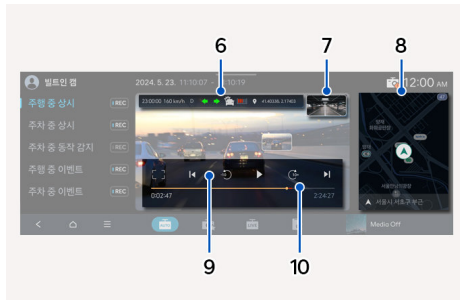 6 7 8
빌트인 캠
2024. 5. 23. 11:10:07 - 11:10:19
12:00 AM
주행 중 상시 REC
주차 중 상시 REC
주차 중 동작 감지 REC
주행 중 이벤트 REC
주차 중 이벤트 REC
23:00:00 160 km/h D
0:02:47
3:24:27
서울시 서초구 부근
Media Off
9 10